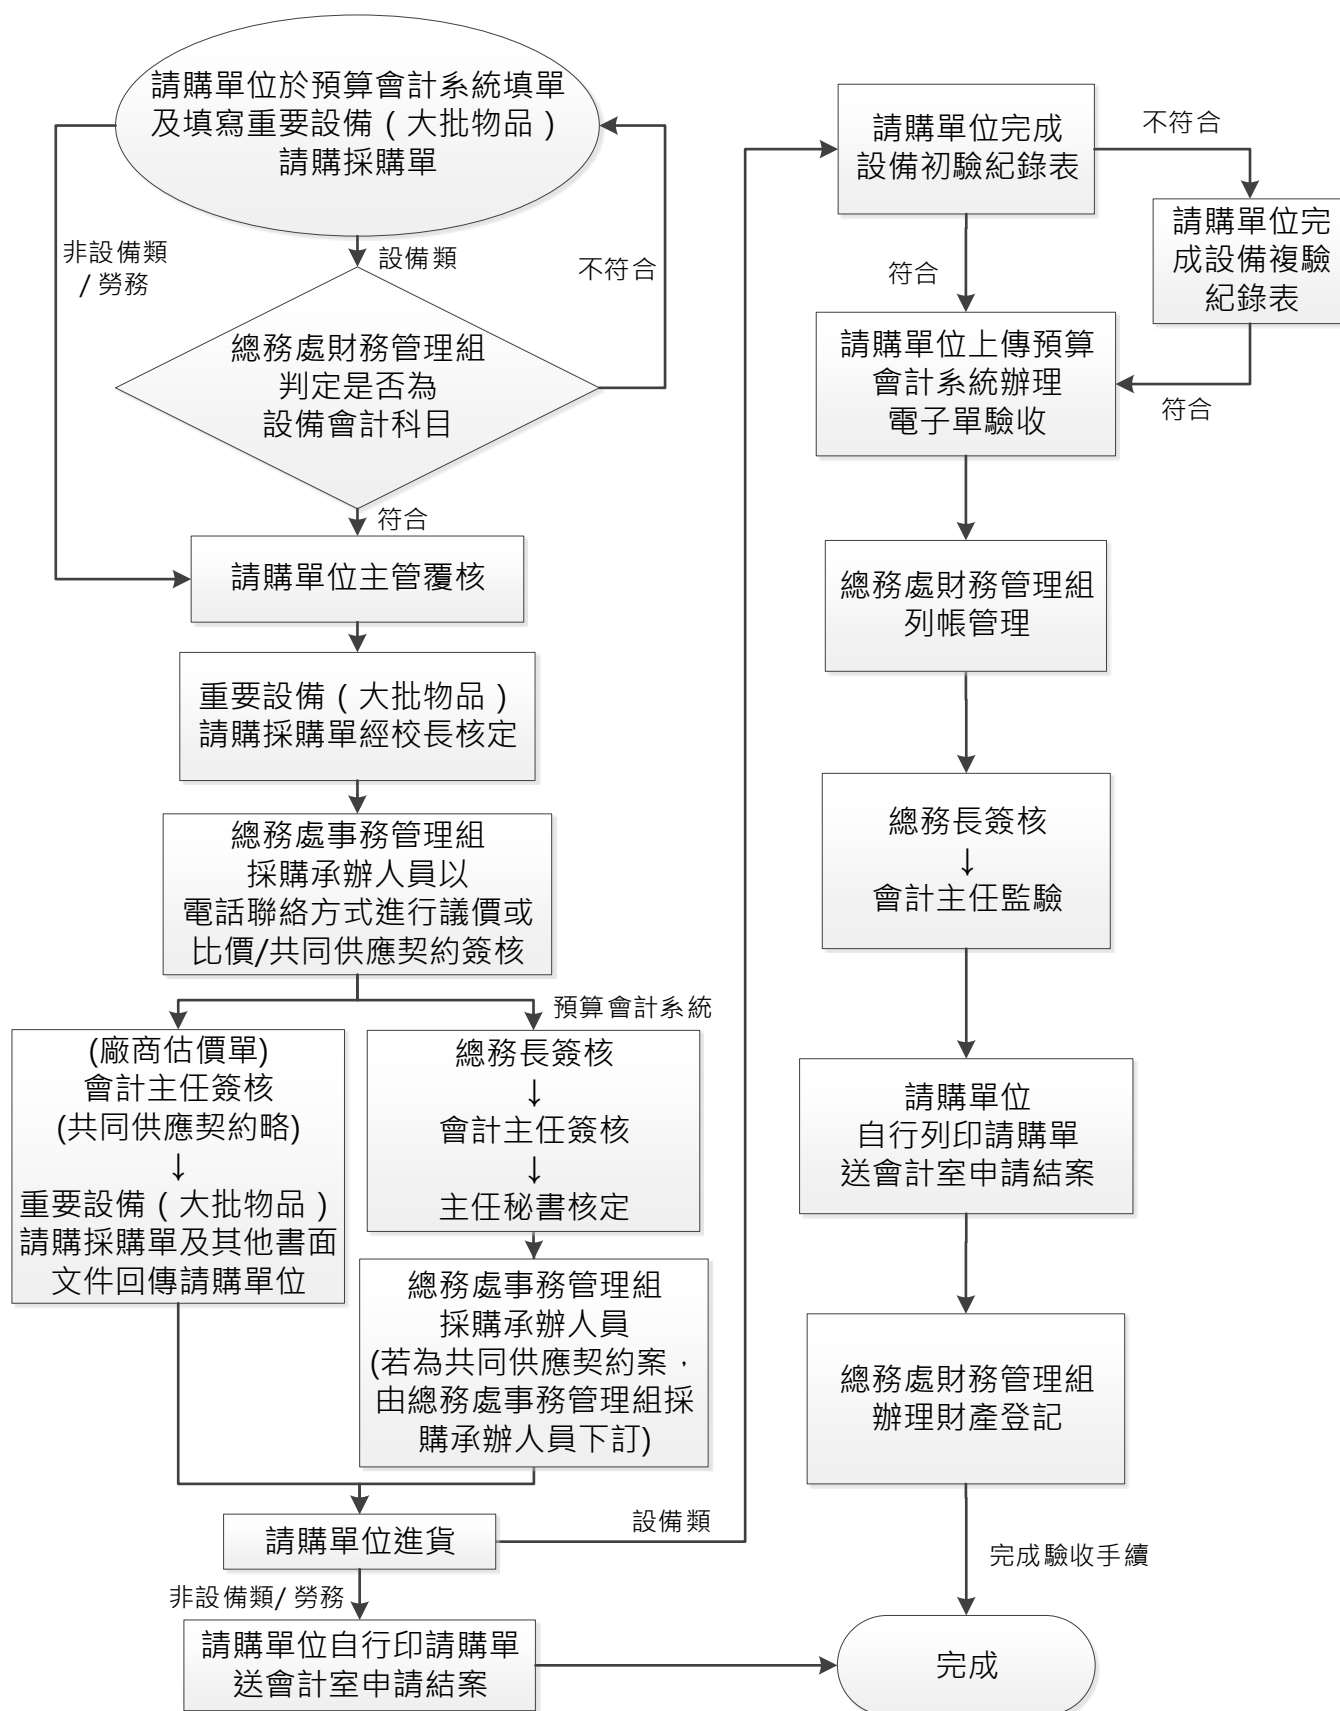 請購單位於預算會計系統填單
及填寫重要設備（大批物品）
請購採購單
非設備類
/ 勞務
設備類
不符合
總務處財務管理組
判定是否為
設備會計科目
符合
請購單位主管覆核
重要設備（大批物品）
請購採購單經校長核定
總務處事務管理組
採購承辦人員以
電話聯絡方式進行議價或
比價/共同供應契約簽核
預算會計系統
(廠商估價單)
會計主任簽核
(共同供應契約略)
↓
重要設備（大批物品）
請購採購單及其他書面
文件回傳請購單位
總務長簽核
↓
會計主任簽核
↓
主任秘書核定
總務處事務管理組
採購承辦人員
(若為共同供應契約案，
由總務處事務管理組採
購承辦人員下訂)
請購單位進貨
設備類
非設備類/ 勞務
請購單位自行印請購單
送會計室申請結案
請購單位完成
設備初驗紀錄表
不符合
請購單位完
成設備複驗
紀錄表
符合
請購單位上傳預算
會計系統辦理
電子單驗收
符合
總務處財務管理組
列帳管理
總務長簽核
↓
會計主任監驗
請購單位
自行列印請購單
送會計室申請結案
總務處財務管理組
辦理財產登記
完成驗收手續
完成